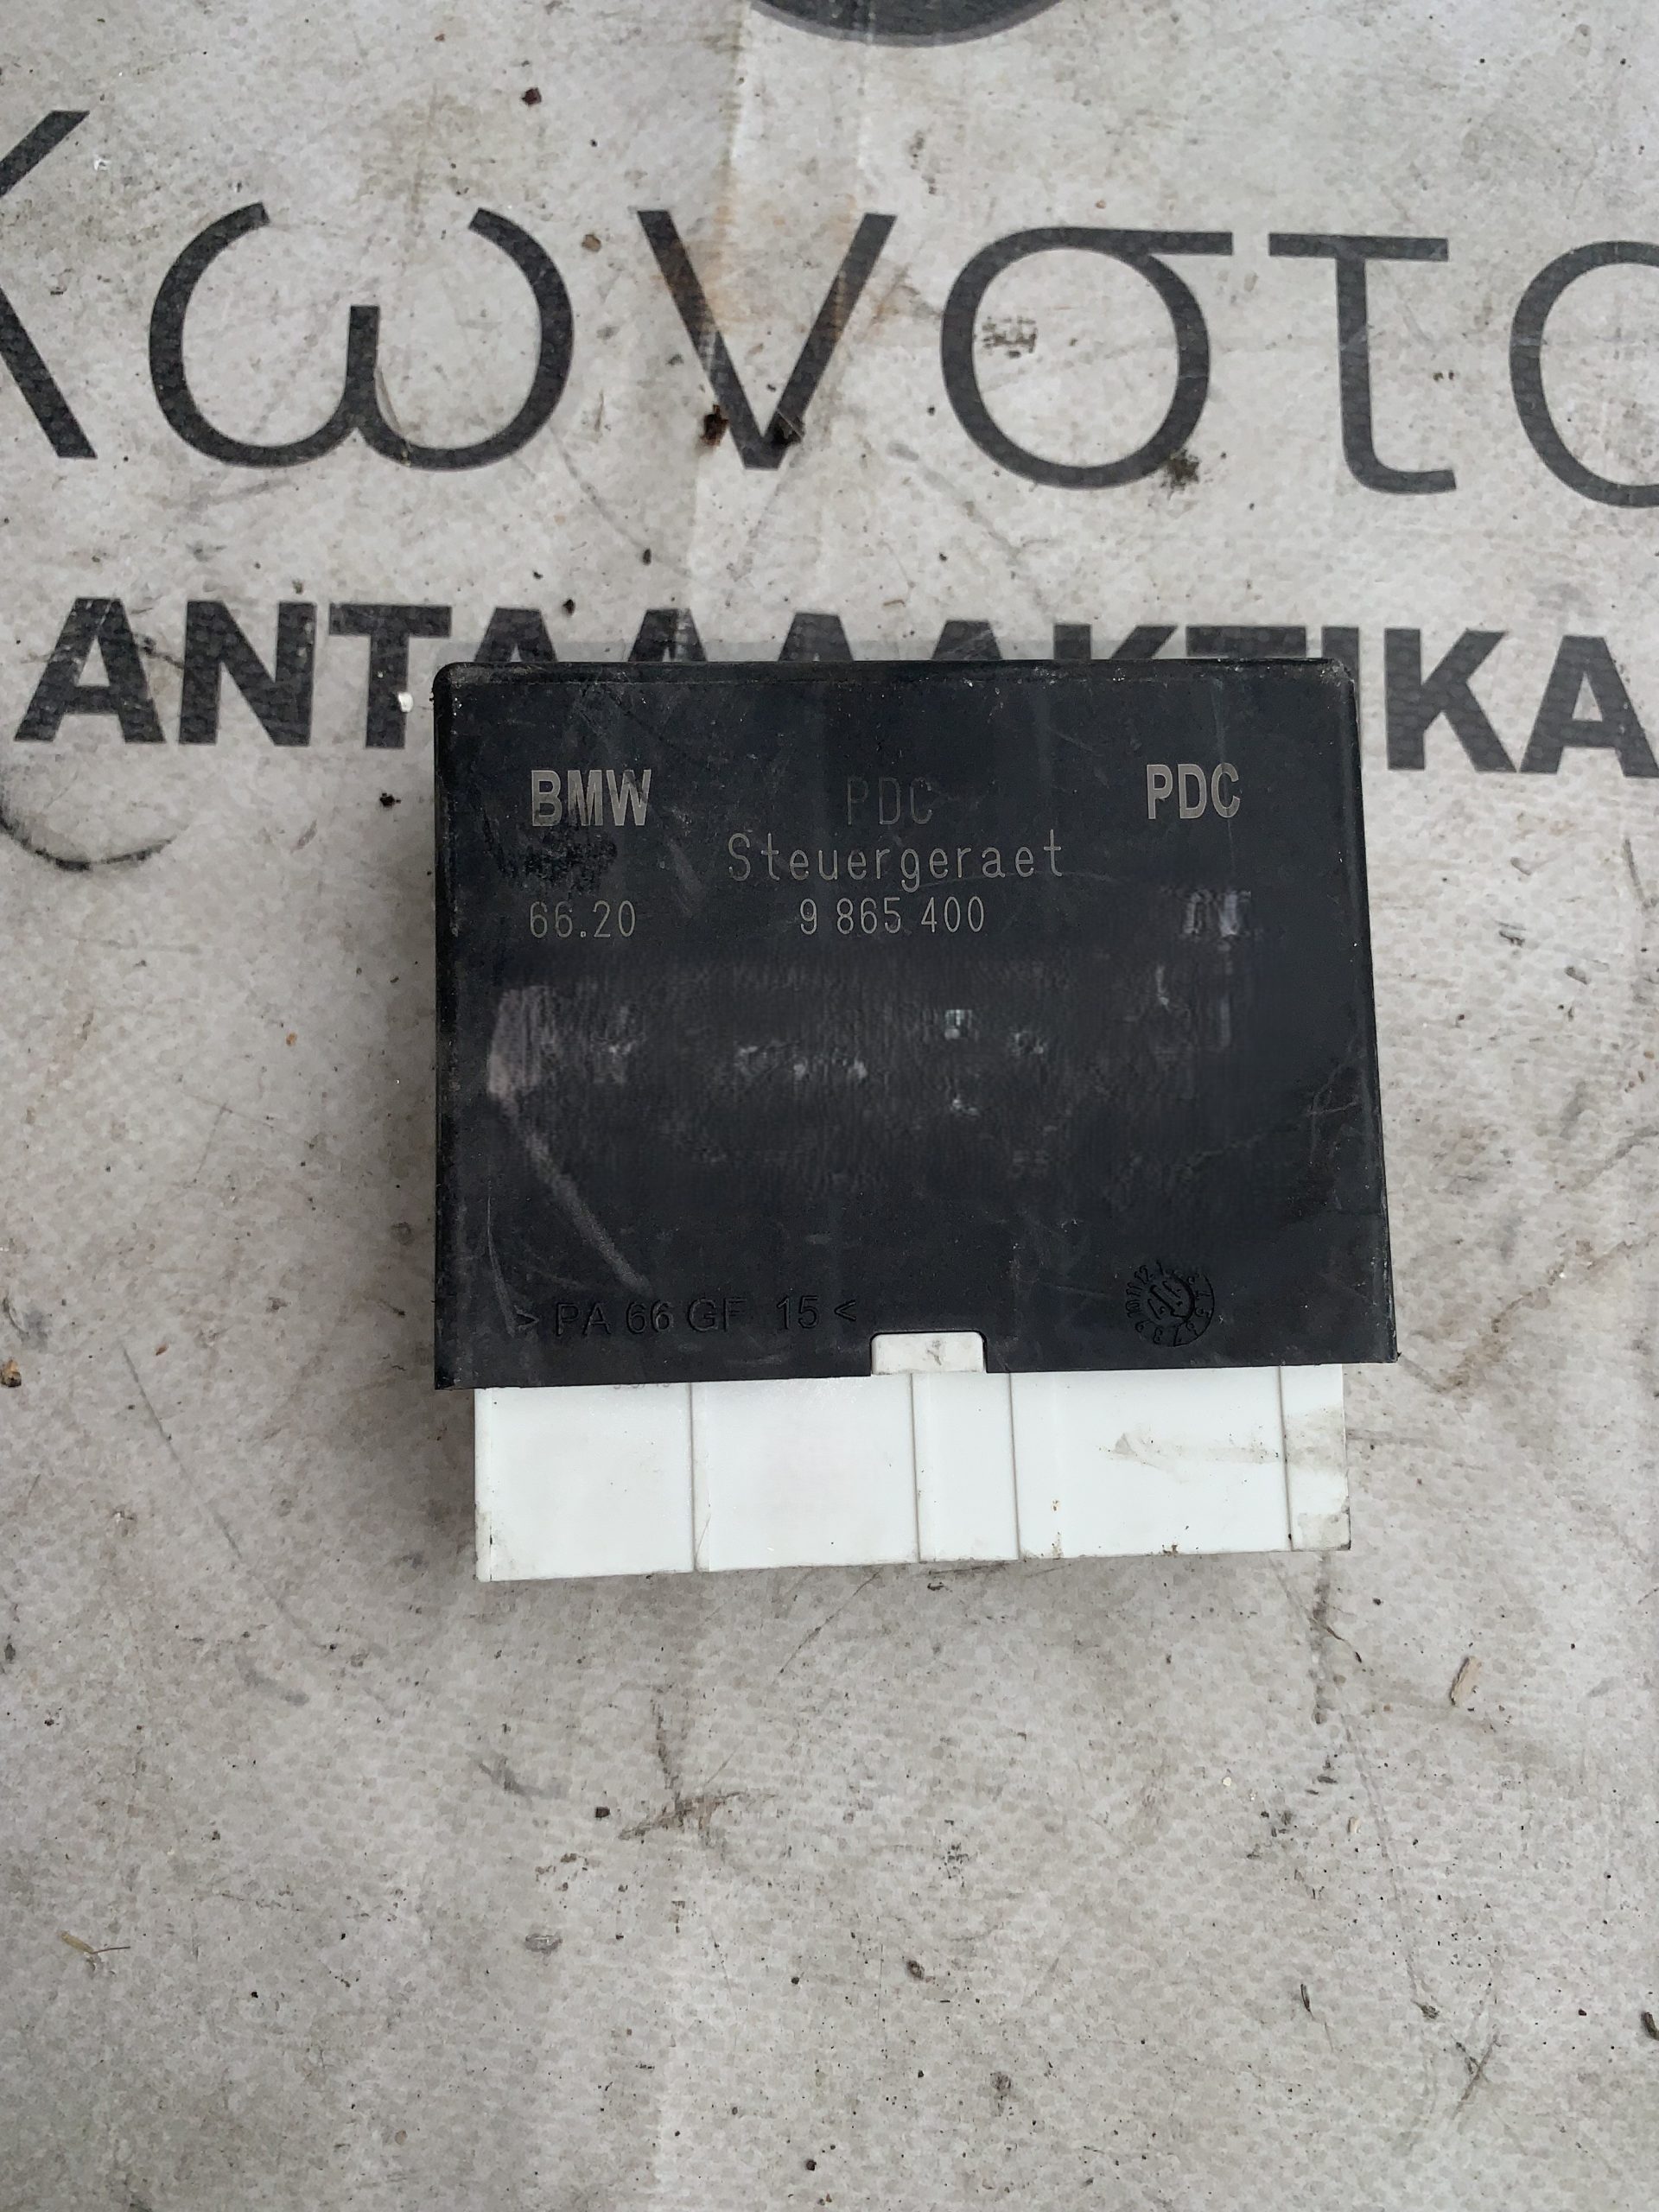 Κωνστα
ΑΝΤΑΛΛΑΚΤΙΚΑ
BMW PDC PDC
Steuergeraet
66.20 9 865 400
> PA 66 GF 15 <